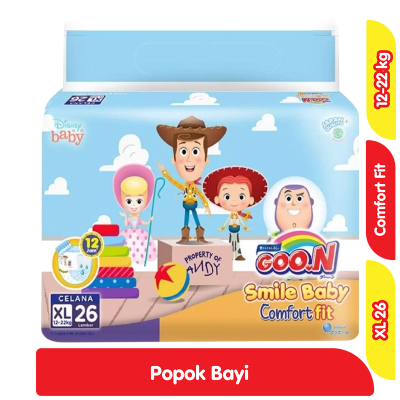 Disney
baby
12
PROPERTY OF
ANDY
GOO.N
Smile Baby
Comfort fit
CELANA
XL 26
12-22kg Lembar
12-22 kg
Comfort Fit
XL 26
Popok Bayi